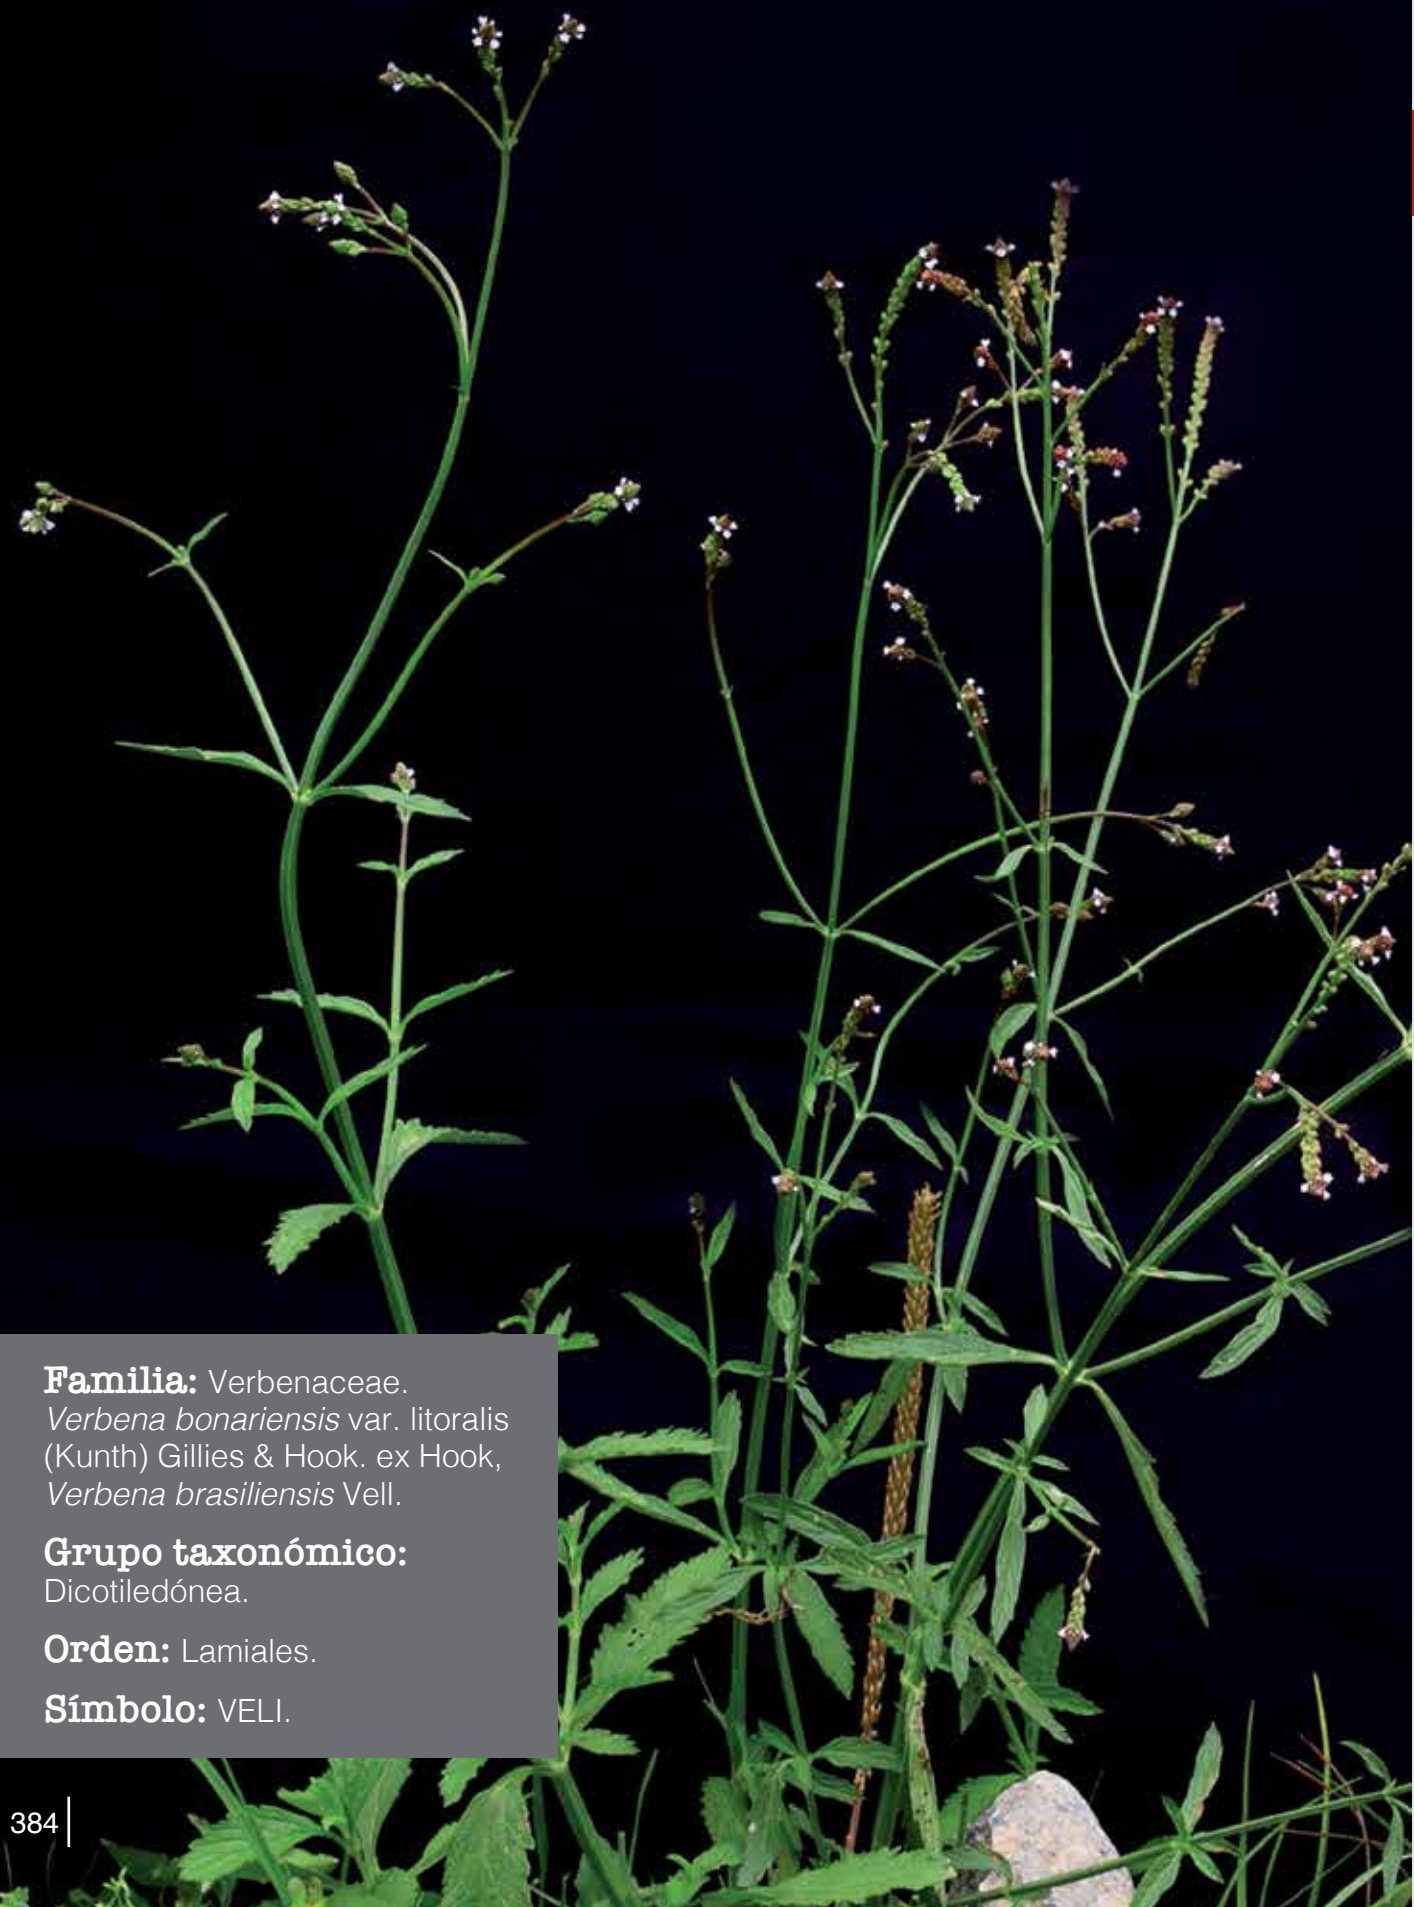 Familia: Verbenaceae.
Verbena bonariensis var. litoralis
(Kunth) Gillies & Hook. ex Hook,
Verbena brasiliensis Vell.
Grupo taxonómico:
Dicotiledónea.
Orden: Lamiales.
Símbolo: VELI.
384